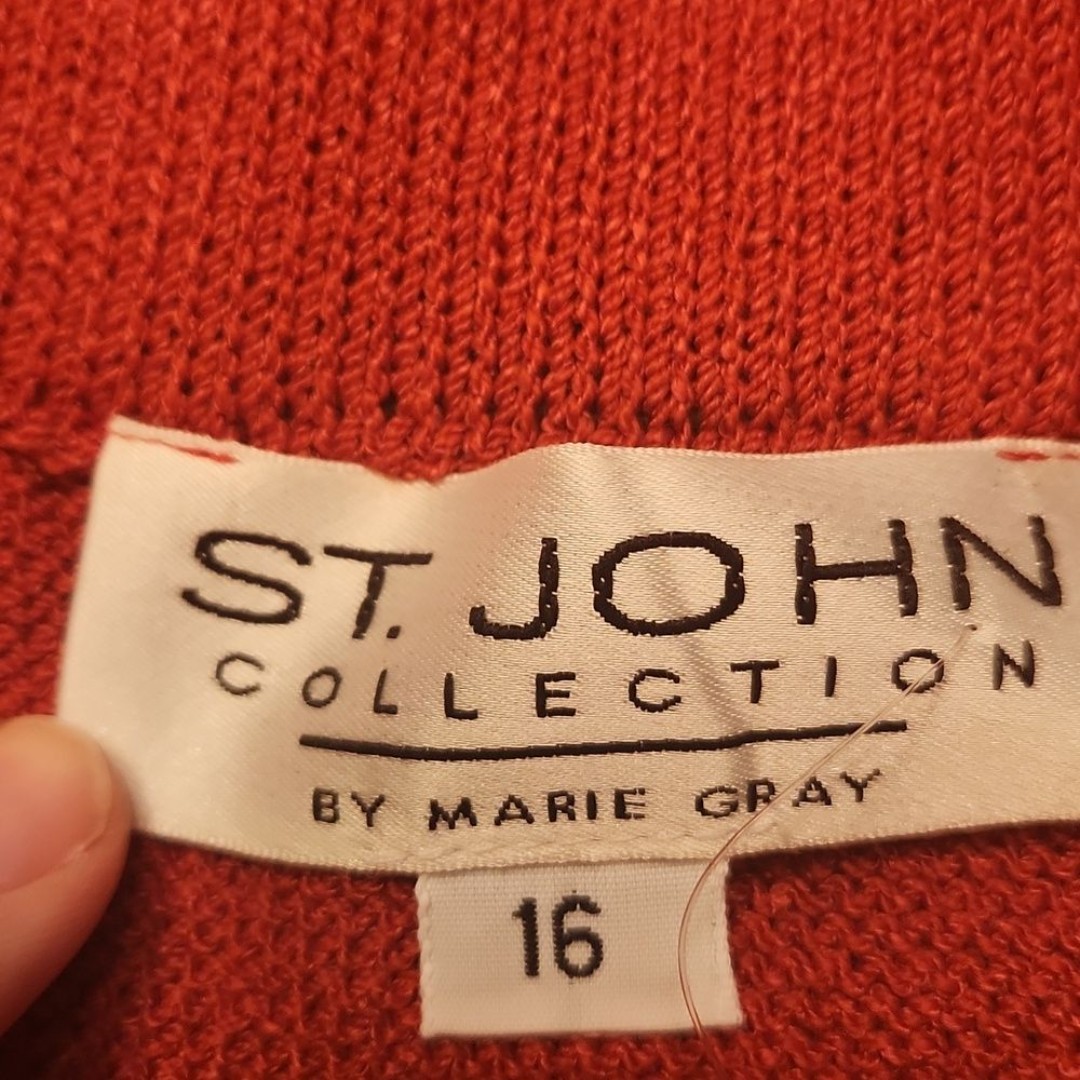 ST. JOHN
COLLECTION
BY MARIE GRAY
16